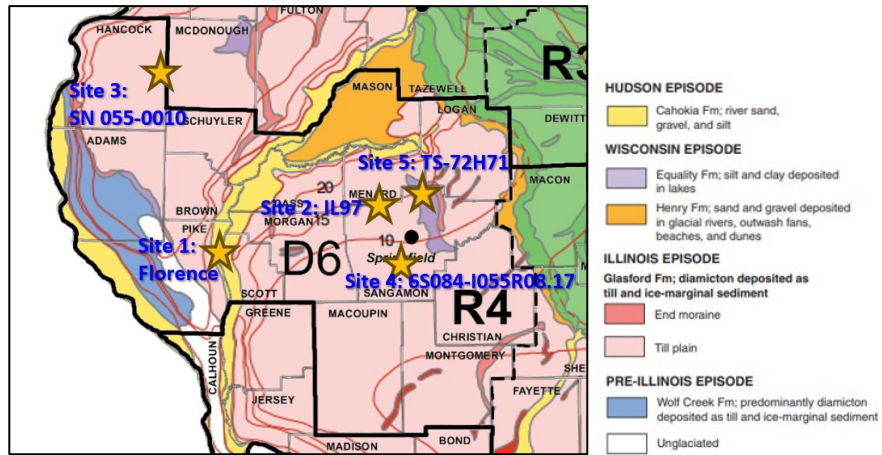 FULTON
HANCOCK
MCDONOUGH
R3
MASON
TAZEWELL
LOGAN
DEWITT
Site 3:
SN 055-0010
SCHUYLER
ADAMS
Site 5: TS-72H71
MACON
20
MENARD
CASS
Site 2: IL97
BROWN
MORGAN
15
PIKE
Site 1:
Florence
D6
10
Springfield
Site 4: 6S084-I055R08.17
SCOTT
SANGAMON
GREENE
MACOUPIN
R4
CHRISTIAN
MONTGOMERY
CALHOUN
SHE
FAYETTE
JERSEY
BOND
MADISON
HUDSON EPISODE
Cahokia Fm; river sand,
gravel, and silt
WISCONSIN EPISODE
Equality Fm; silt and clay deposited
in lakes
Henry Fm; sand and gravel deposited
in glacial rivers, outwash fans,
beaches, and dunes
ILLINOIS EPISODE
Glasford Fm; diamicton deposited as
till and ice-marginal sediment
End moraine
Till plain
PRE-ILLINOIS EPISODE
Wolf Creek Fm; predominantly diamicton
deposited as till and ice-marginal sediment
Unglaciated